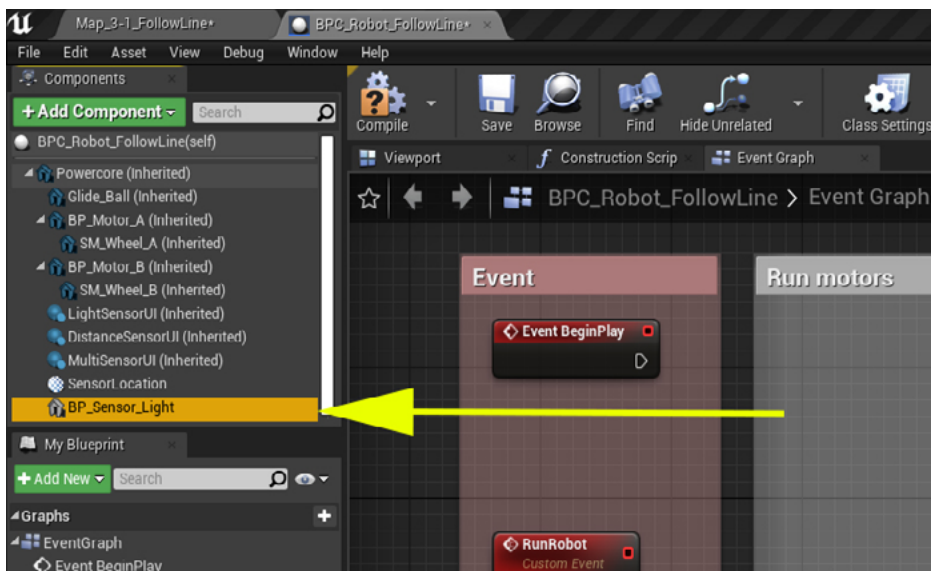 Map_3-1_FollowLine•
BPC_Robot_FollowLine•
File Edit Asset View Debug Window Help
Components
+Add Component
Search
BPC_Robot_FollowLine(self)
Powercore (Inherited)
Glide_Ball (Inherited)
BP_Motor_A (Inherited)
SM_Wheel_A (Inherited)
BP_Motor_B (Inherited)
SM_Wheel_B (Inherited)
LightSensorUI (Inherited)
DistanceSensorUI (Inherited)
MultiSensorUI (Inherited)
SensorLocation
BP_Sensor_Light
My Blueprint
+Add New
Search
Graphs
EventGraph
Event BeginPlay
Compile Save Browse Find Hide Unrelated Class Settings
Viewport Construction Scrip Event Graph
BPC_Robot_FollowLine > Event Graph
Event
Event BeginPlay
RunRobot
Custom Event
Run motors